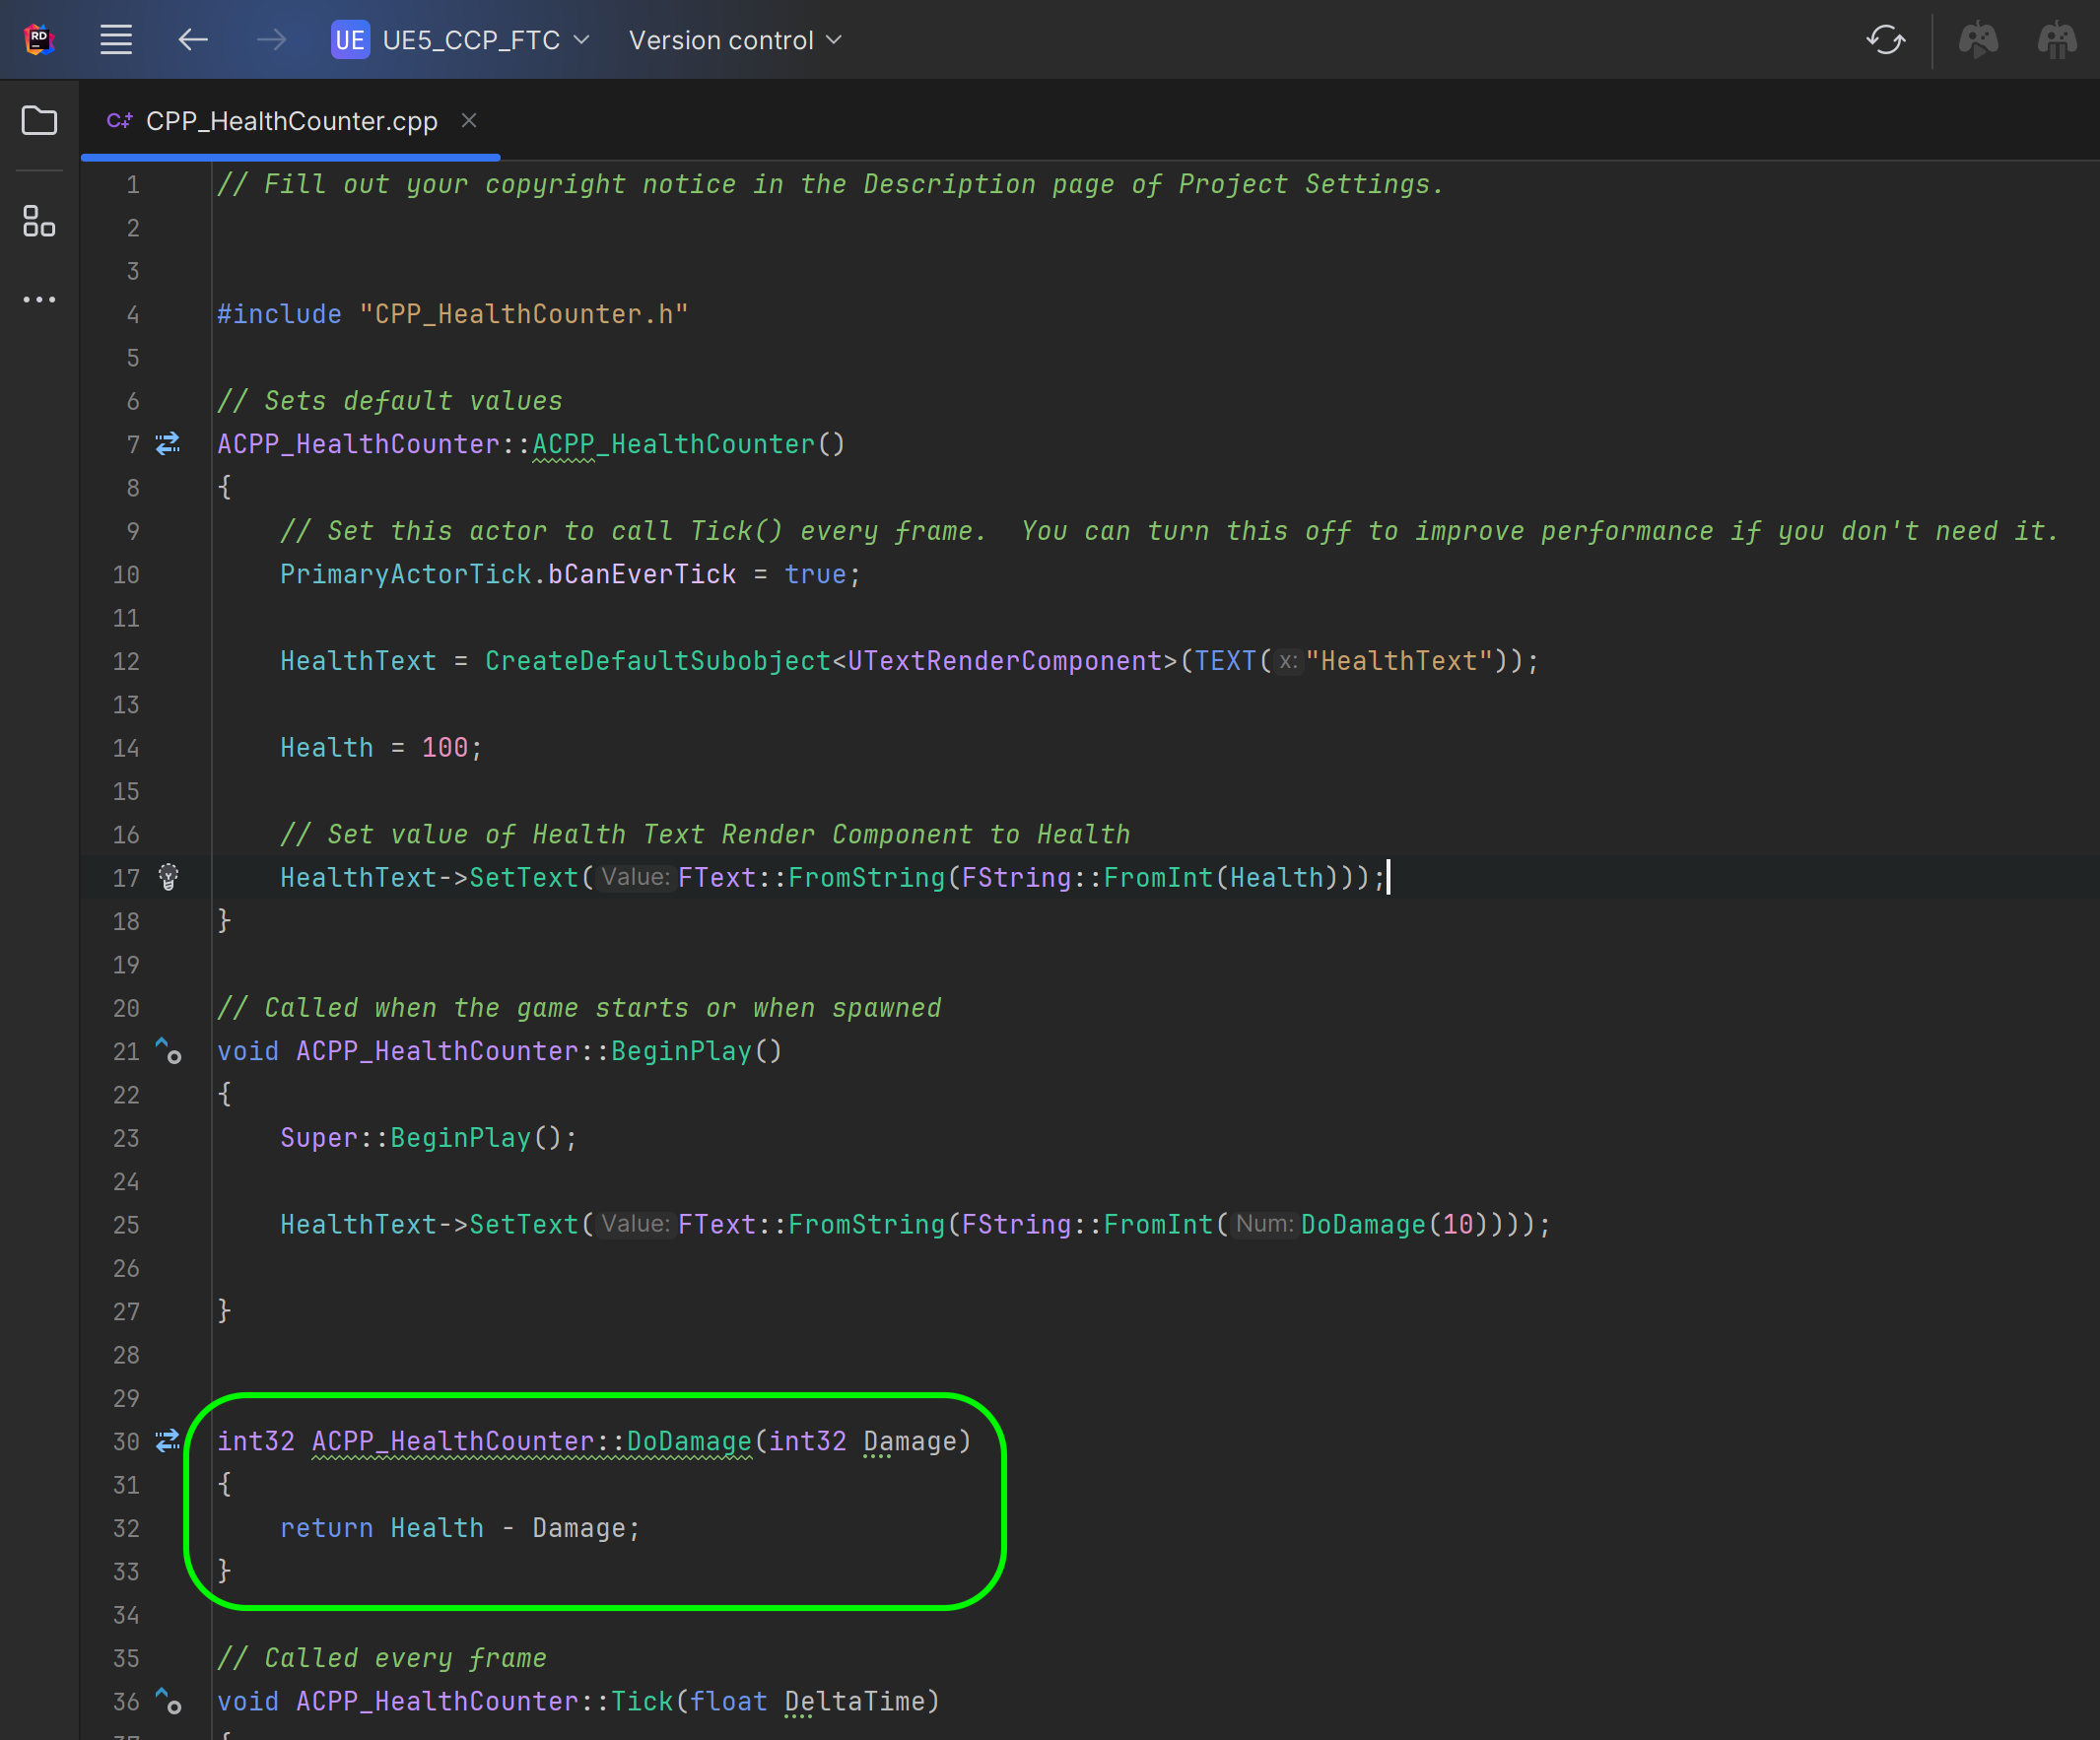 RD
UE UE5_CCP_FTC Version control
C++ CPP_HealthCounter.cpp
1 // Fill out your copyright notice in the Description page of Project Settings.
2
3
4 #include "CPP_HealthCounter.h"
5
6 // Sets default values
7 ACPP_HealthCounter::ACPP_HealthCounter()
8 {
9 // Set this actor to call Tick() every frame.  You can turn this off to improve performance if you don't need it.
10 PrimaryActorTick.bCanEverTick = true;
11
12 HealthText = CreateDefaultSubobject<UTextRenderComponent>(TEXT( x: "HealthText"));
13
14 Health = 100;
15
16 // Set value of Health Text Render Component to Health
17 HealthText->SetText( Value: FText::FromString(FString::FromInt(Health)));
18 }
19
20 // Called when the game starts or when spawned
21 void ACPP_HealthCounter::BeginPlay()
22 {
23 Super::BeginPlay();
24
25 HealthText->SetText( Value: FText::FromString(FString::FromInt( Num: DoDamage(10))));
26
27 }
28
29
30 int32 ACPP_HealthCounter::DoDamage(int32 Damage)
31 {
32 return Health - Damage;
33 }
34
35 // Called every frame
36 void ACPP_HealthCounter::Tick(float DeltaTime)